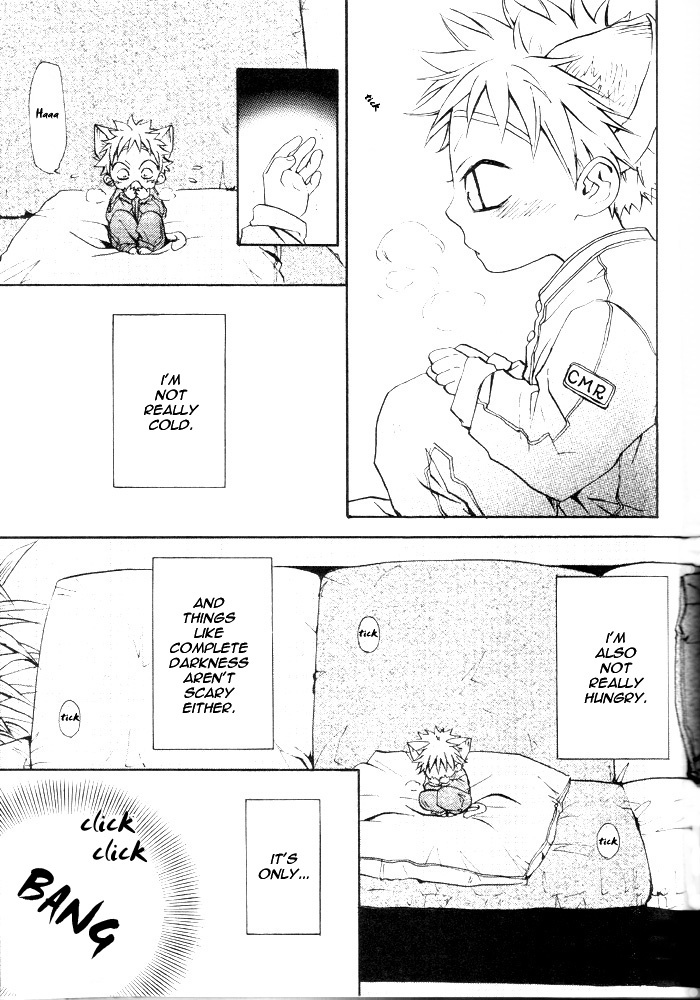 tick
CMR
Haaa
I'M
NOT
REALLY
COLD.
I'M
ALSO
NOT
REALLY
HUNGRY.
tick
AND
THINGS
LIKE
COMPLETE
DARKNESS
AREN'T
SCARY
EITHER.
tick
tick
IT'S
ONLY...
click
click
BANG